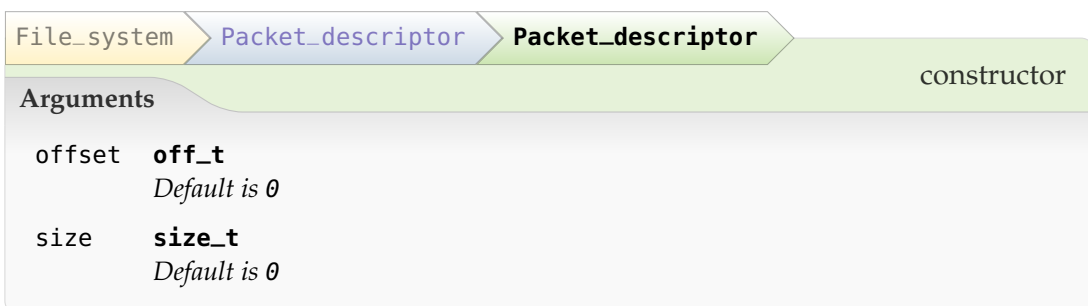 File_system Packet_descriptor Packet_descriptor
constructor
Arguments
offset off_t
Default is 0
size size_t
Default is 0